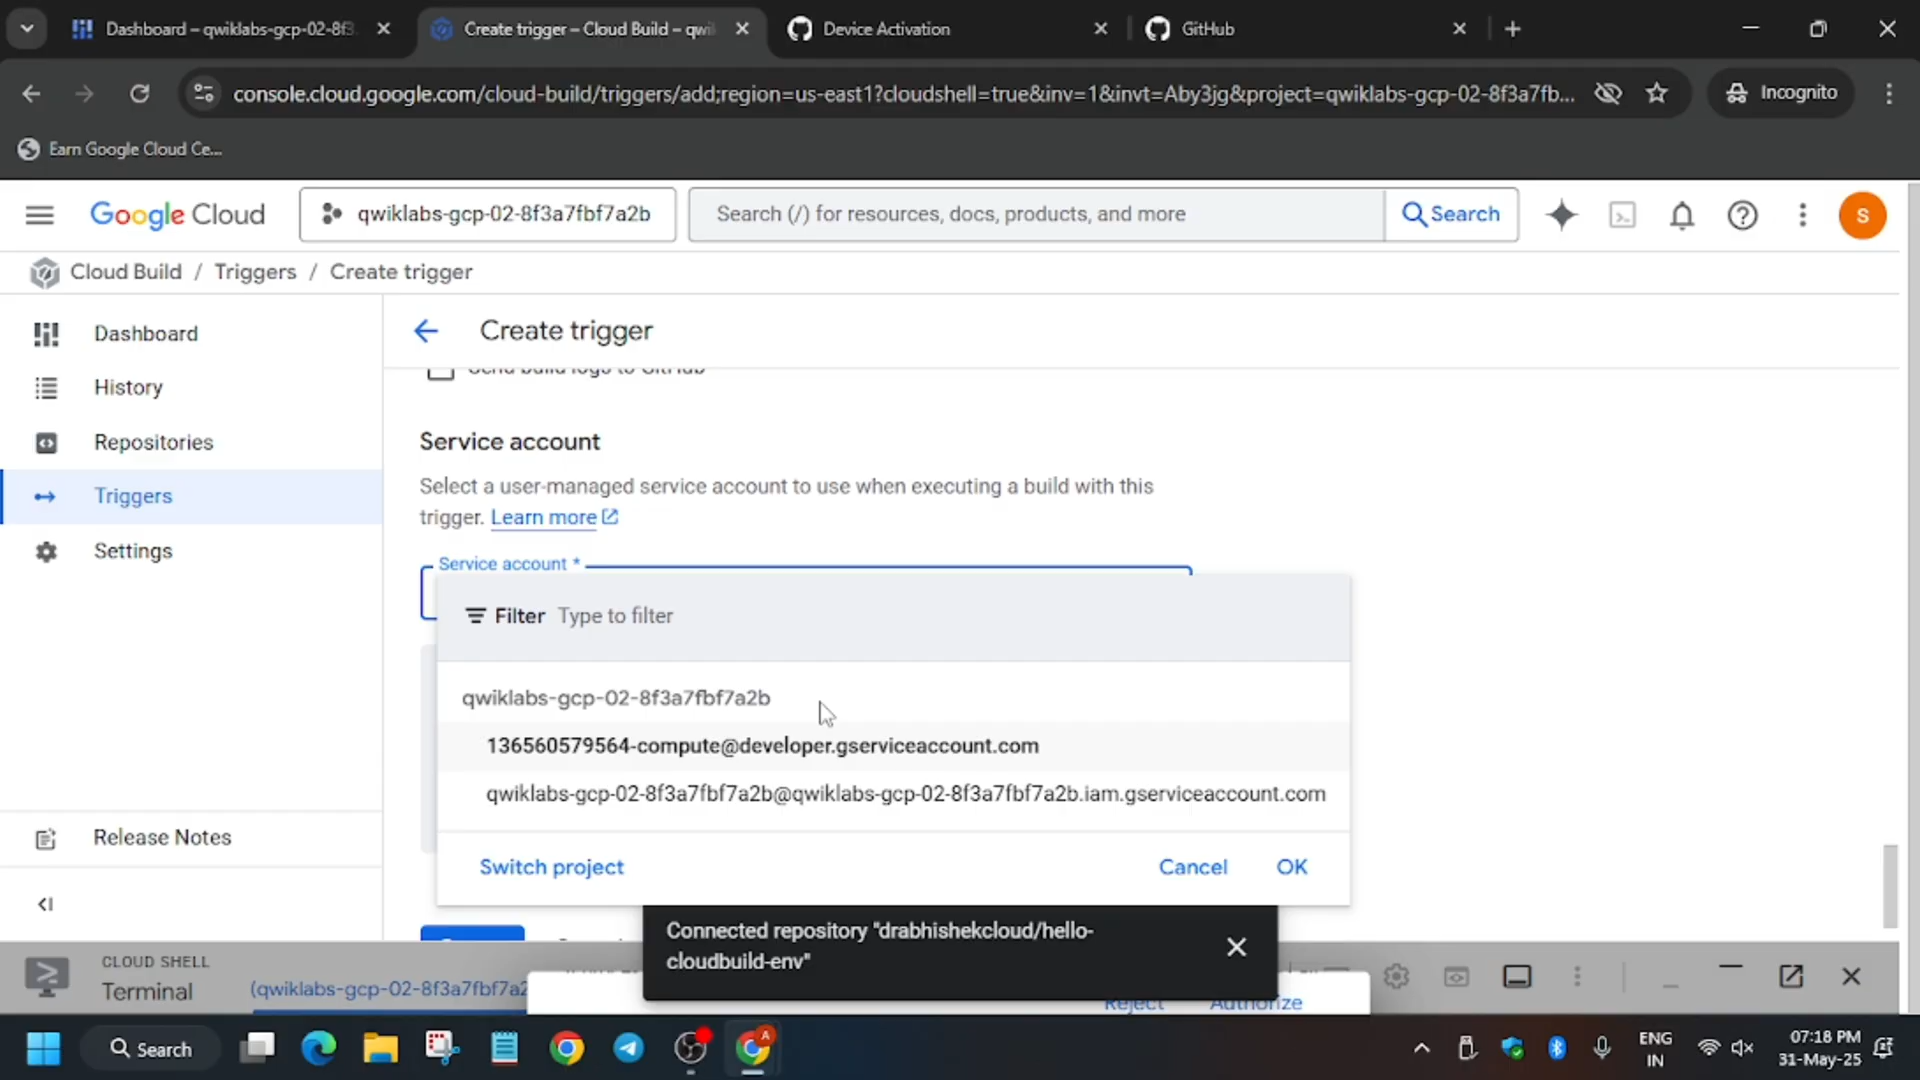 Dashboard – qwiklabs-gcp-02-8f3
Create trigger – Cloud Build – qwi
Device Activation
GitHub
console.cloud.google.com/cloud-build/triggers/add;region=us-east1?cloudshell=true&inv=1&invt=Aby3jg&project=qwiklabs-gcp-02-8f3a7fb...
Incognito
Earn Google Cloud Ce...
Google Cloud
qwiklabs-gcp-02-8f3a7fbf7a2b
Search (/) for resources, docs, products, and more
Search
S
Cloud Build / Triggers / Create trigger
Dashboard
History
Repositories
Triggers
Settings
Release Notes
Create trigger
Send build logs to GitHub
Service account
Select a user-managed service account to use when executing a build with this
trigger. Learn more
Service account *
Filter Type to filter
qwiklabs-gcp-02-8f3a7fbf7a2b
136560579564-compute@developer.gserviceaccount.com
qwiklabs-gcp-02-8f3a7fbf7a2b@qwiklabs-gcp-02-8f3a7fbf7a2b.iam.gserviceaccount.com
Switch project
Cancel
OK
Connected repository "drabhishekcloud/hello-
cloudbuild-env"
CLOUD SHELL
Terminal
(qwiklabs-gcp-02-8f3a7fbf7a2
Reject
Authorize
Search
ENG
IN
07:18 PM
31-May-25